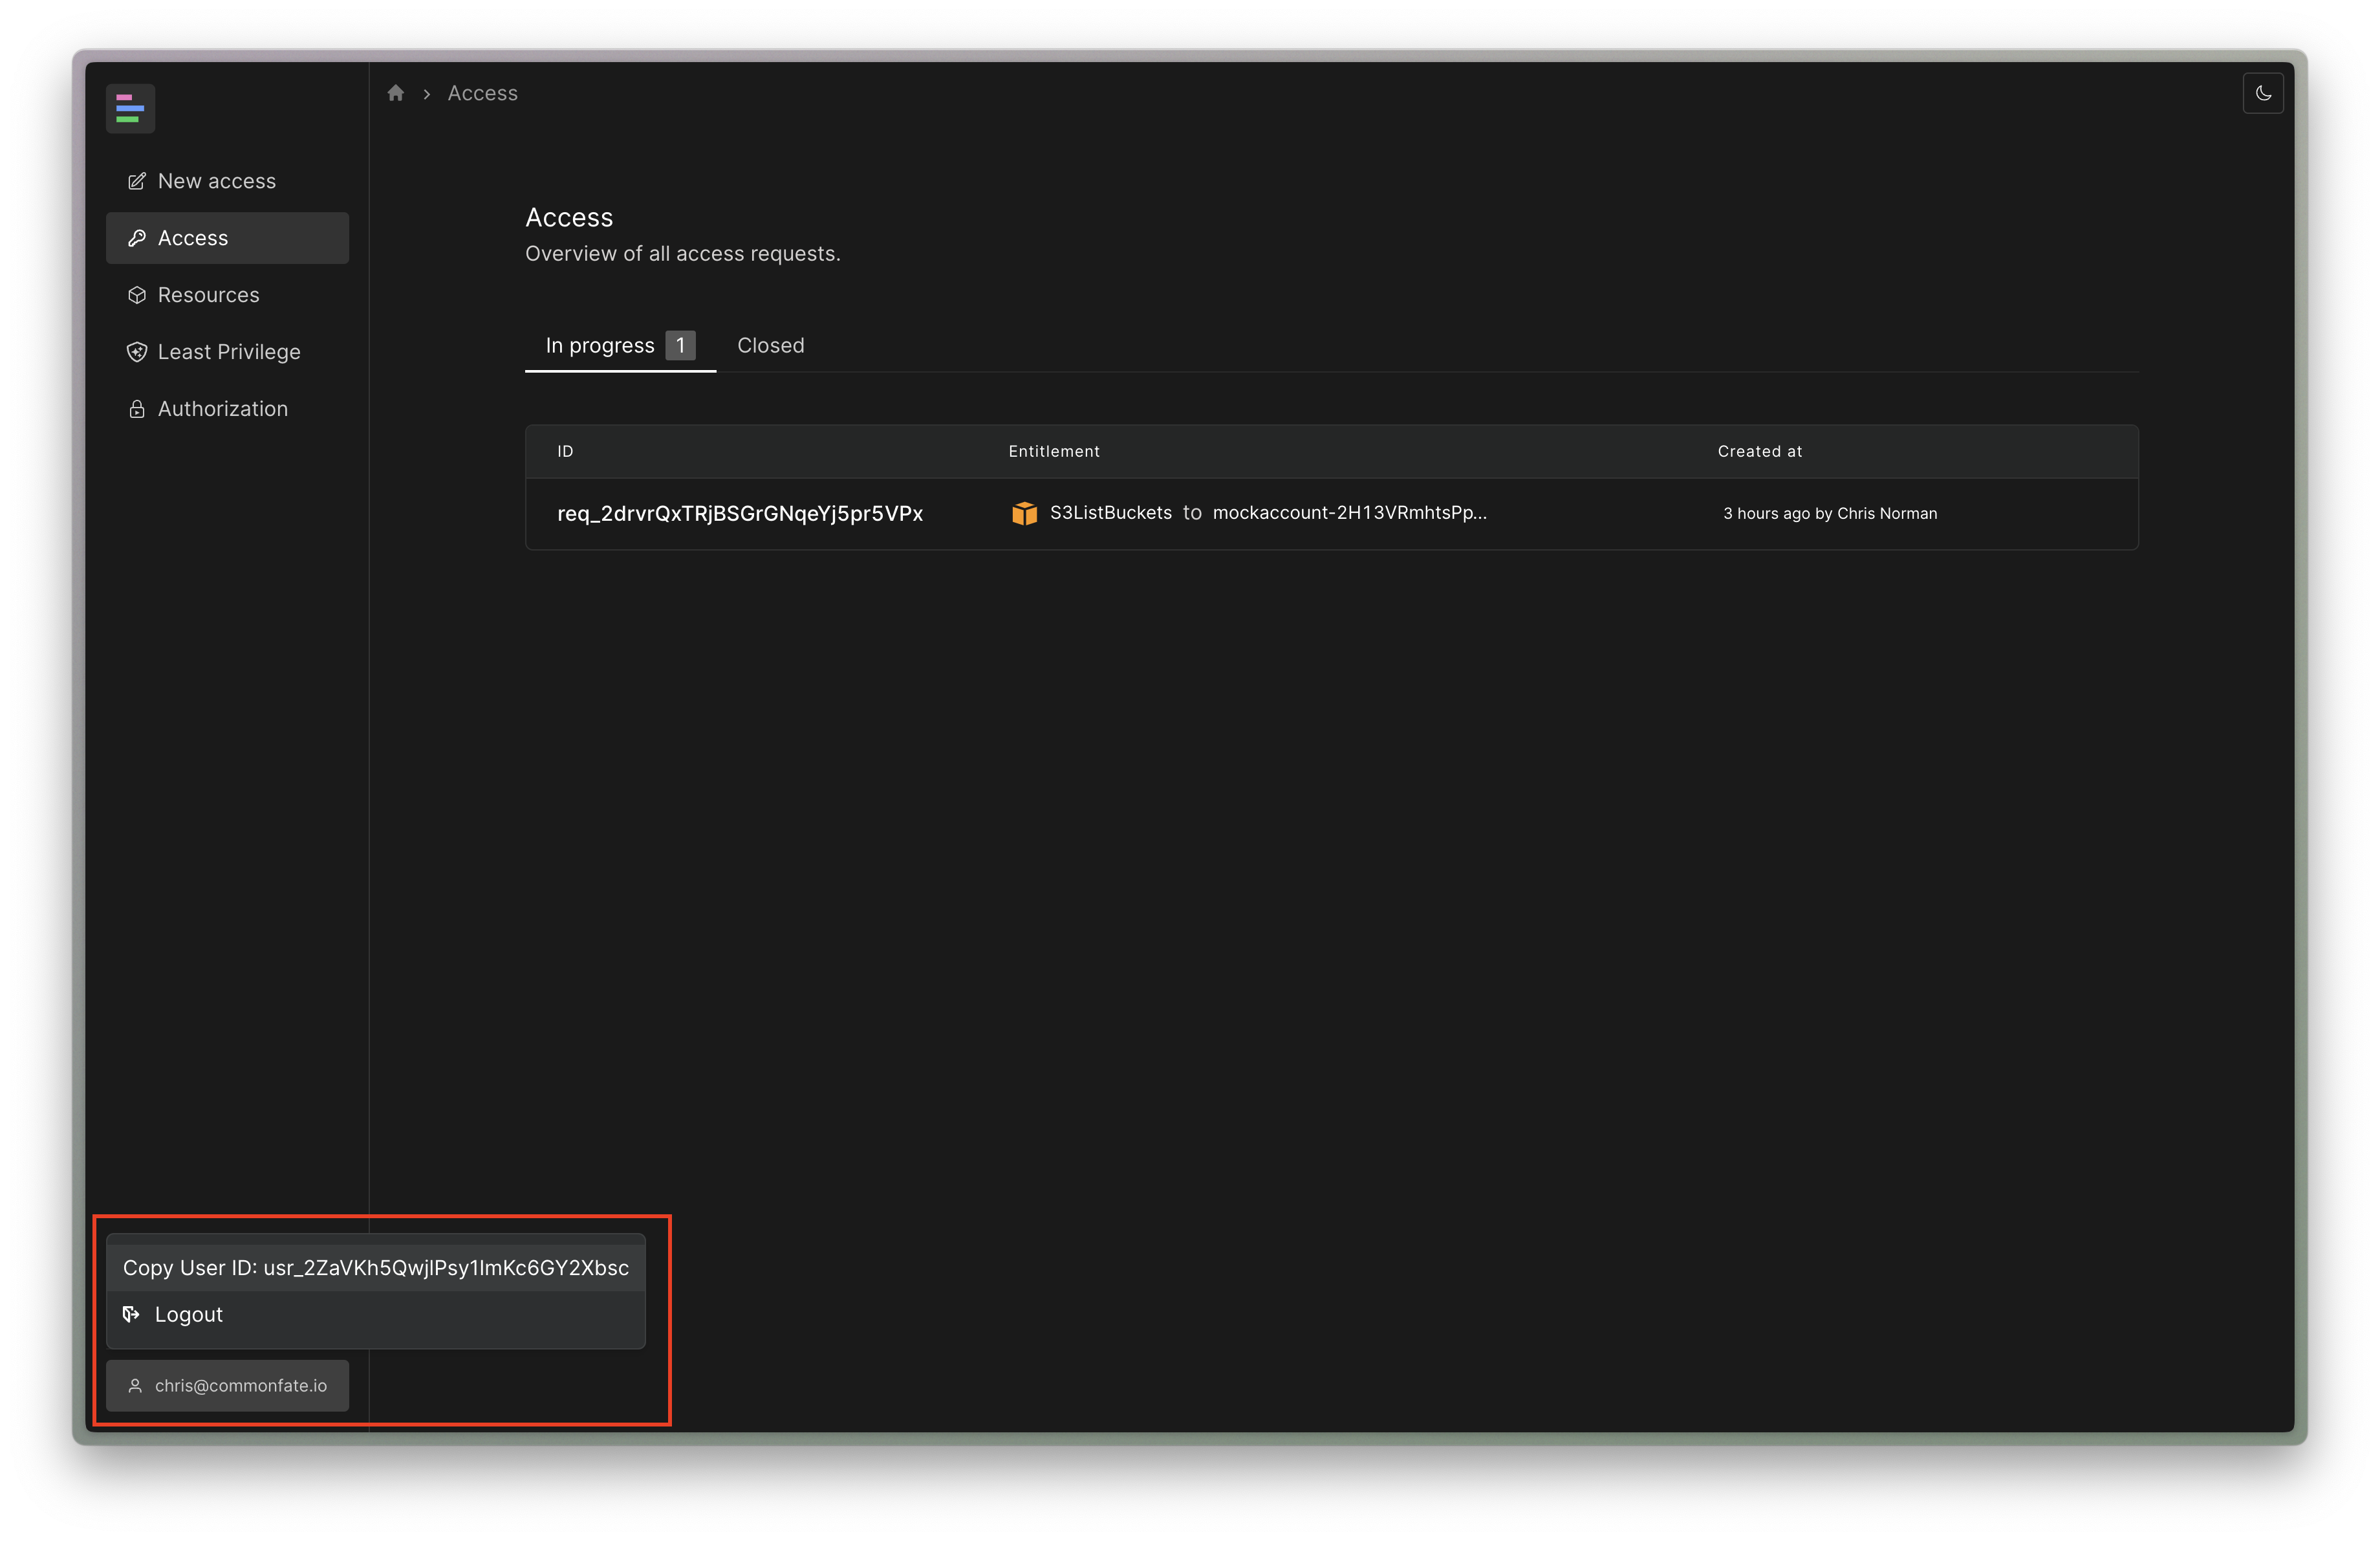 Access
New access
Access
Resources
Least Privilege
Authorization
Access
Overview of all access requests.
In progress 1 Closed
ID Entitlement Created at
req_2drvrQxTRjBSGrGNqeYj5pr5VPx S3ListBuckets to mockaccount-2H13VRmhtsPp... 3 hours ago by Chris Norman
Copy User ID: usr_2ZaVKh5QwjlPsy1lmKc6GY2Xbsc
Logout
chris@commonfate.io